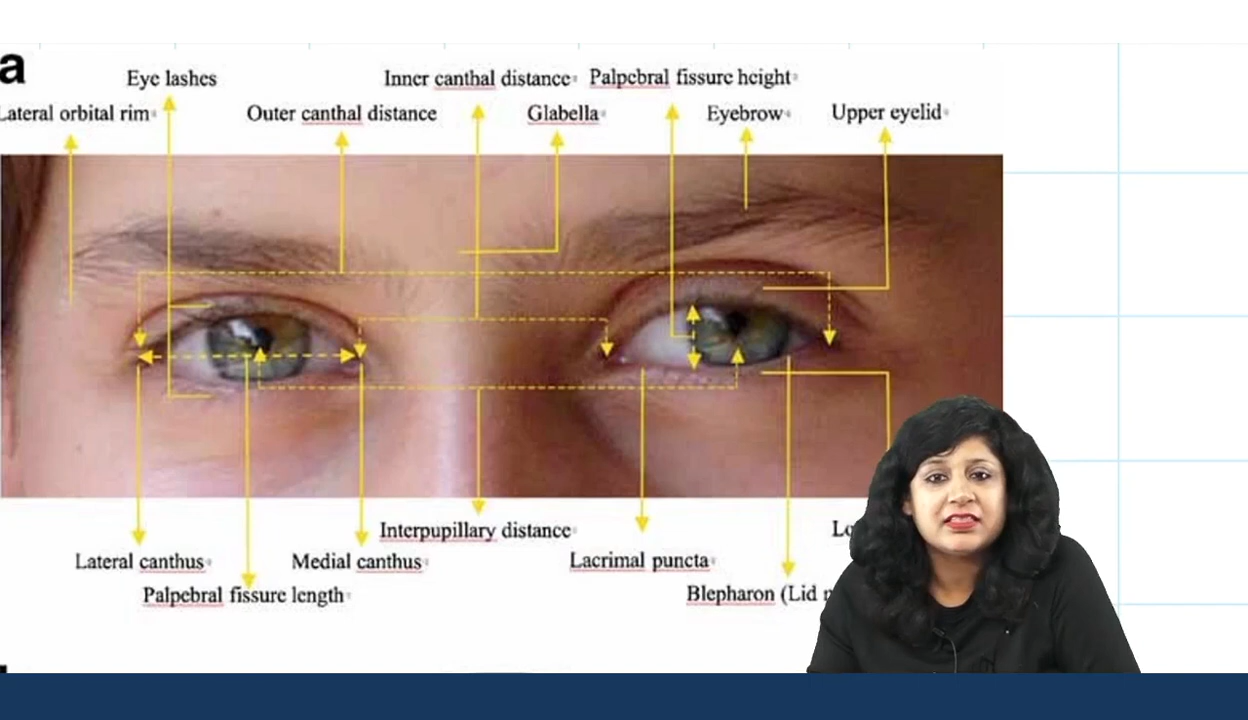 a
Eye lashes
Inner canthal distance
Palpebral fissure height
Lateral orbital rim
Outer canthal distance
Glabella
Eyebrow
Upper eyelid
Interpupillary distance
Lateral canthus
Medial canthus
Lacrimal puncta
Palpebral fissure length
Blepharon (Lid